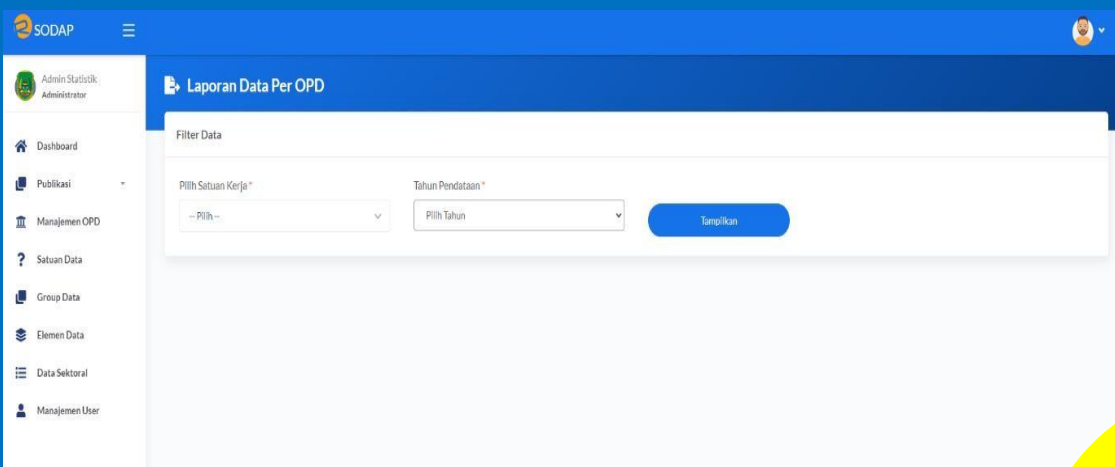 SODAP
Admin Statistik
Administrator
Laporan Data Per OPD
Filter Data
Dashboard
Publikasi
Pilih Satuan Kerja *
Tahun Pendataan *
-- Pilih --
Pilih Tahun
Tampilkan
Manajemen OPD
Satuan Data
Group Data
Elemen Data
Data Sektoral
Manajemen User